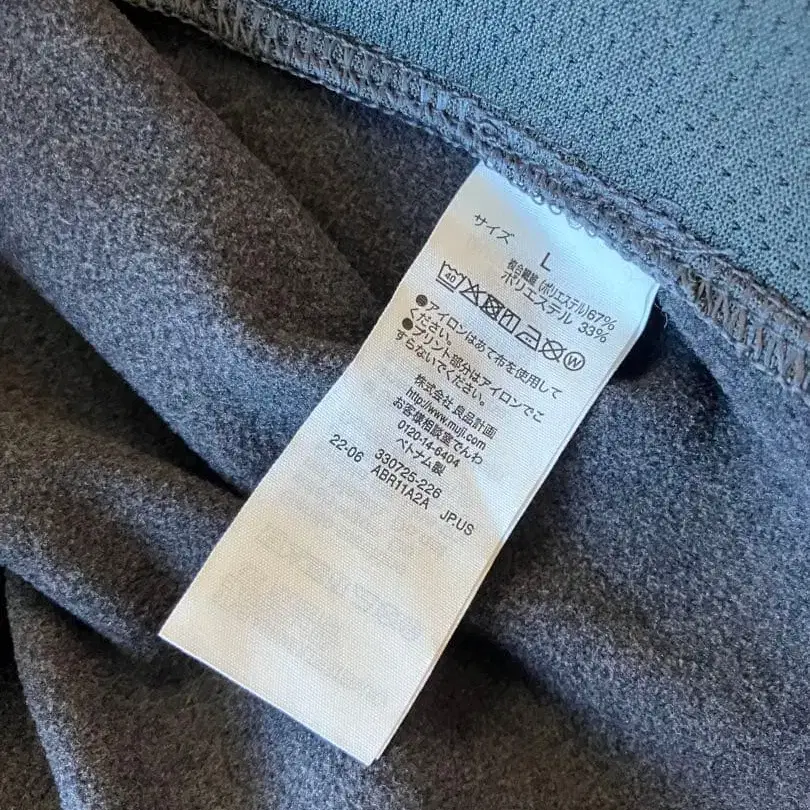 サイズ
L
複合繊維(ポリエステル)67%
ポリエステル 33%
40 W
●アイロンはあて布を使用して
ください。
●プリント部分はアイロンでこ
すらないでください。
株式会社 良品計画
http://www.muji.com
お客様相談室でんわ
0120-14-6404
ベトナム製
330725-226
22-06 ABR11A2A JP.US